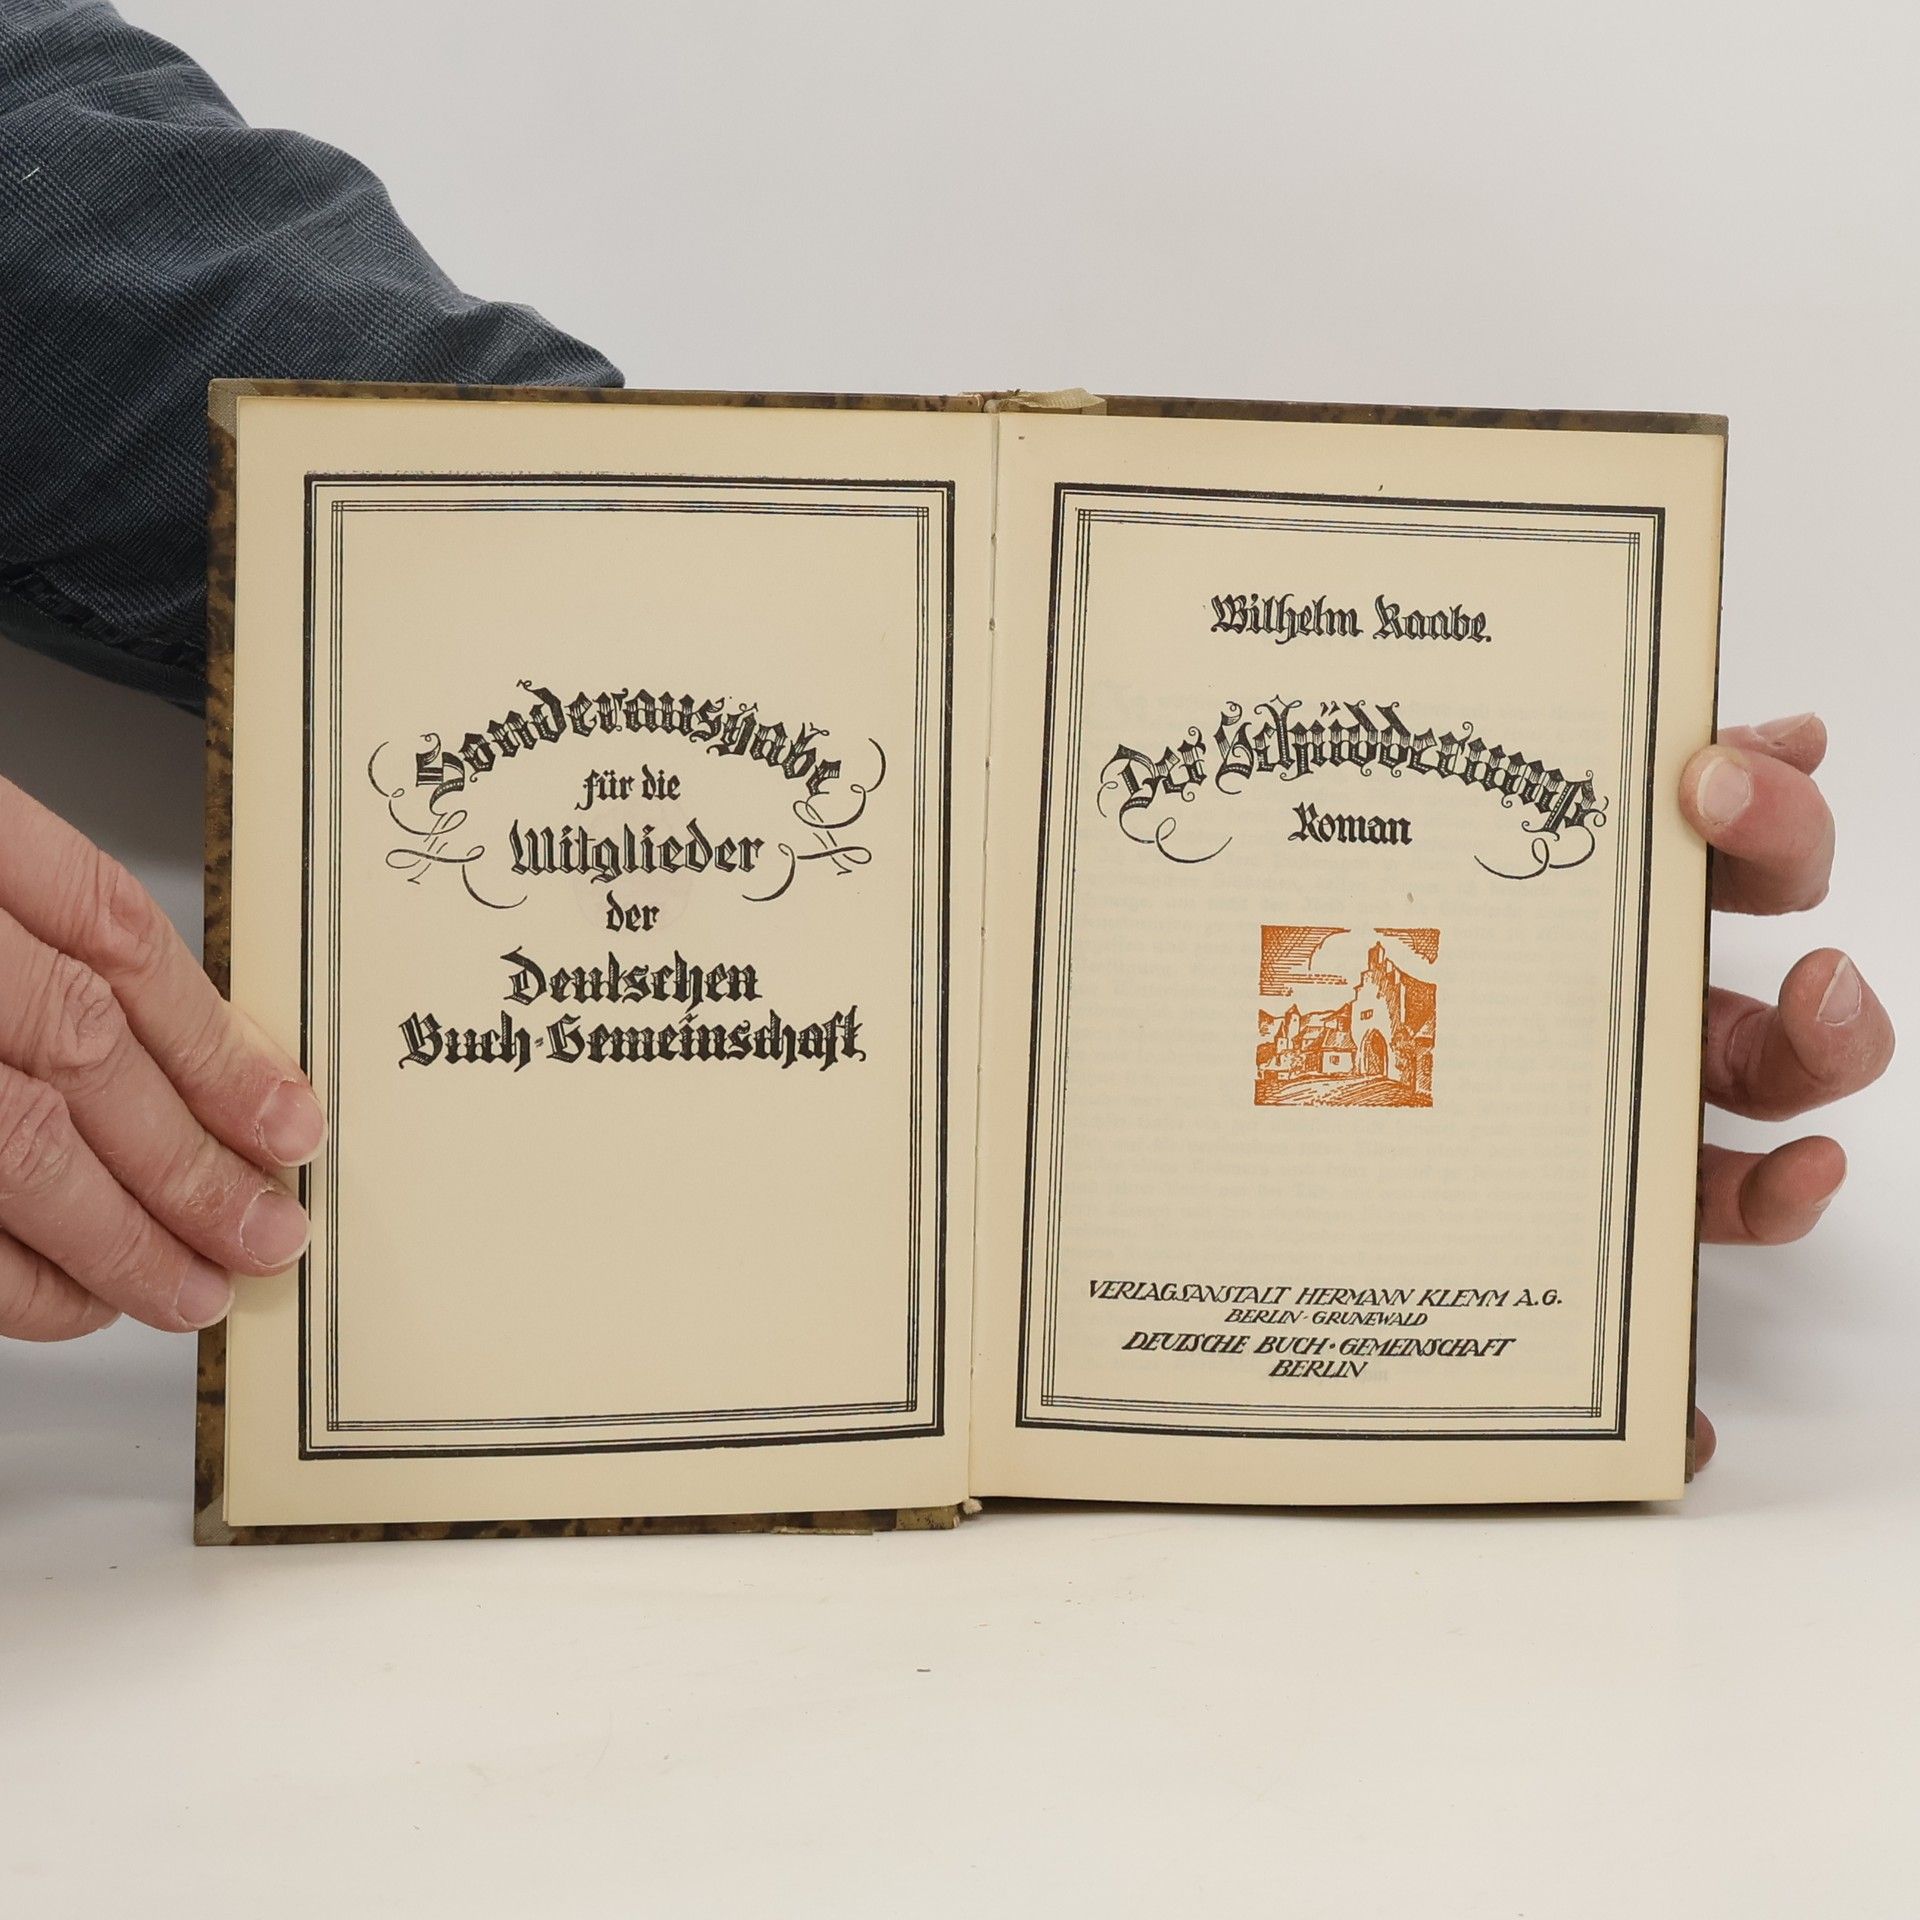 Sonderausgabe
für die
Mitglieder
der
Deutschen
Buch-Gemeinschaft
Wilhelm Raabe.
Der Schüdderump
Roman
VERLAGSANSTALT HERMANN KLEMM A.G.
BERLIN-GRUNEWALD
DEUTSCHE BUCH·GEMEINSCHAFT
BERLIN